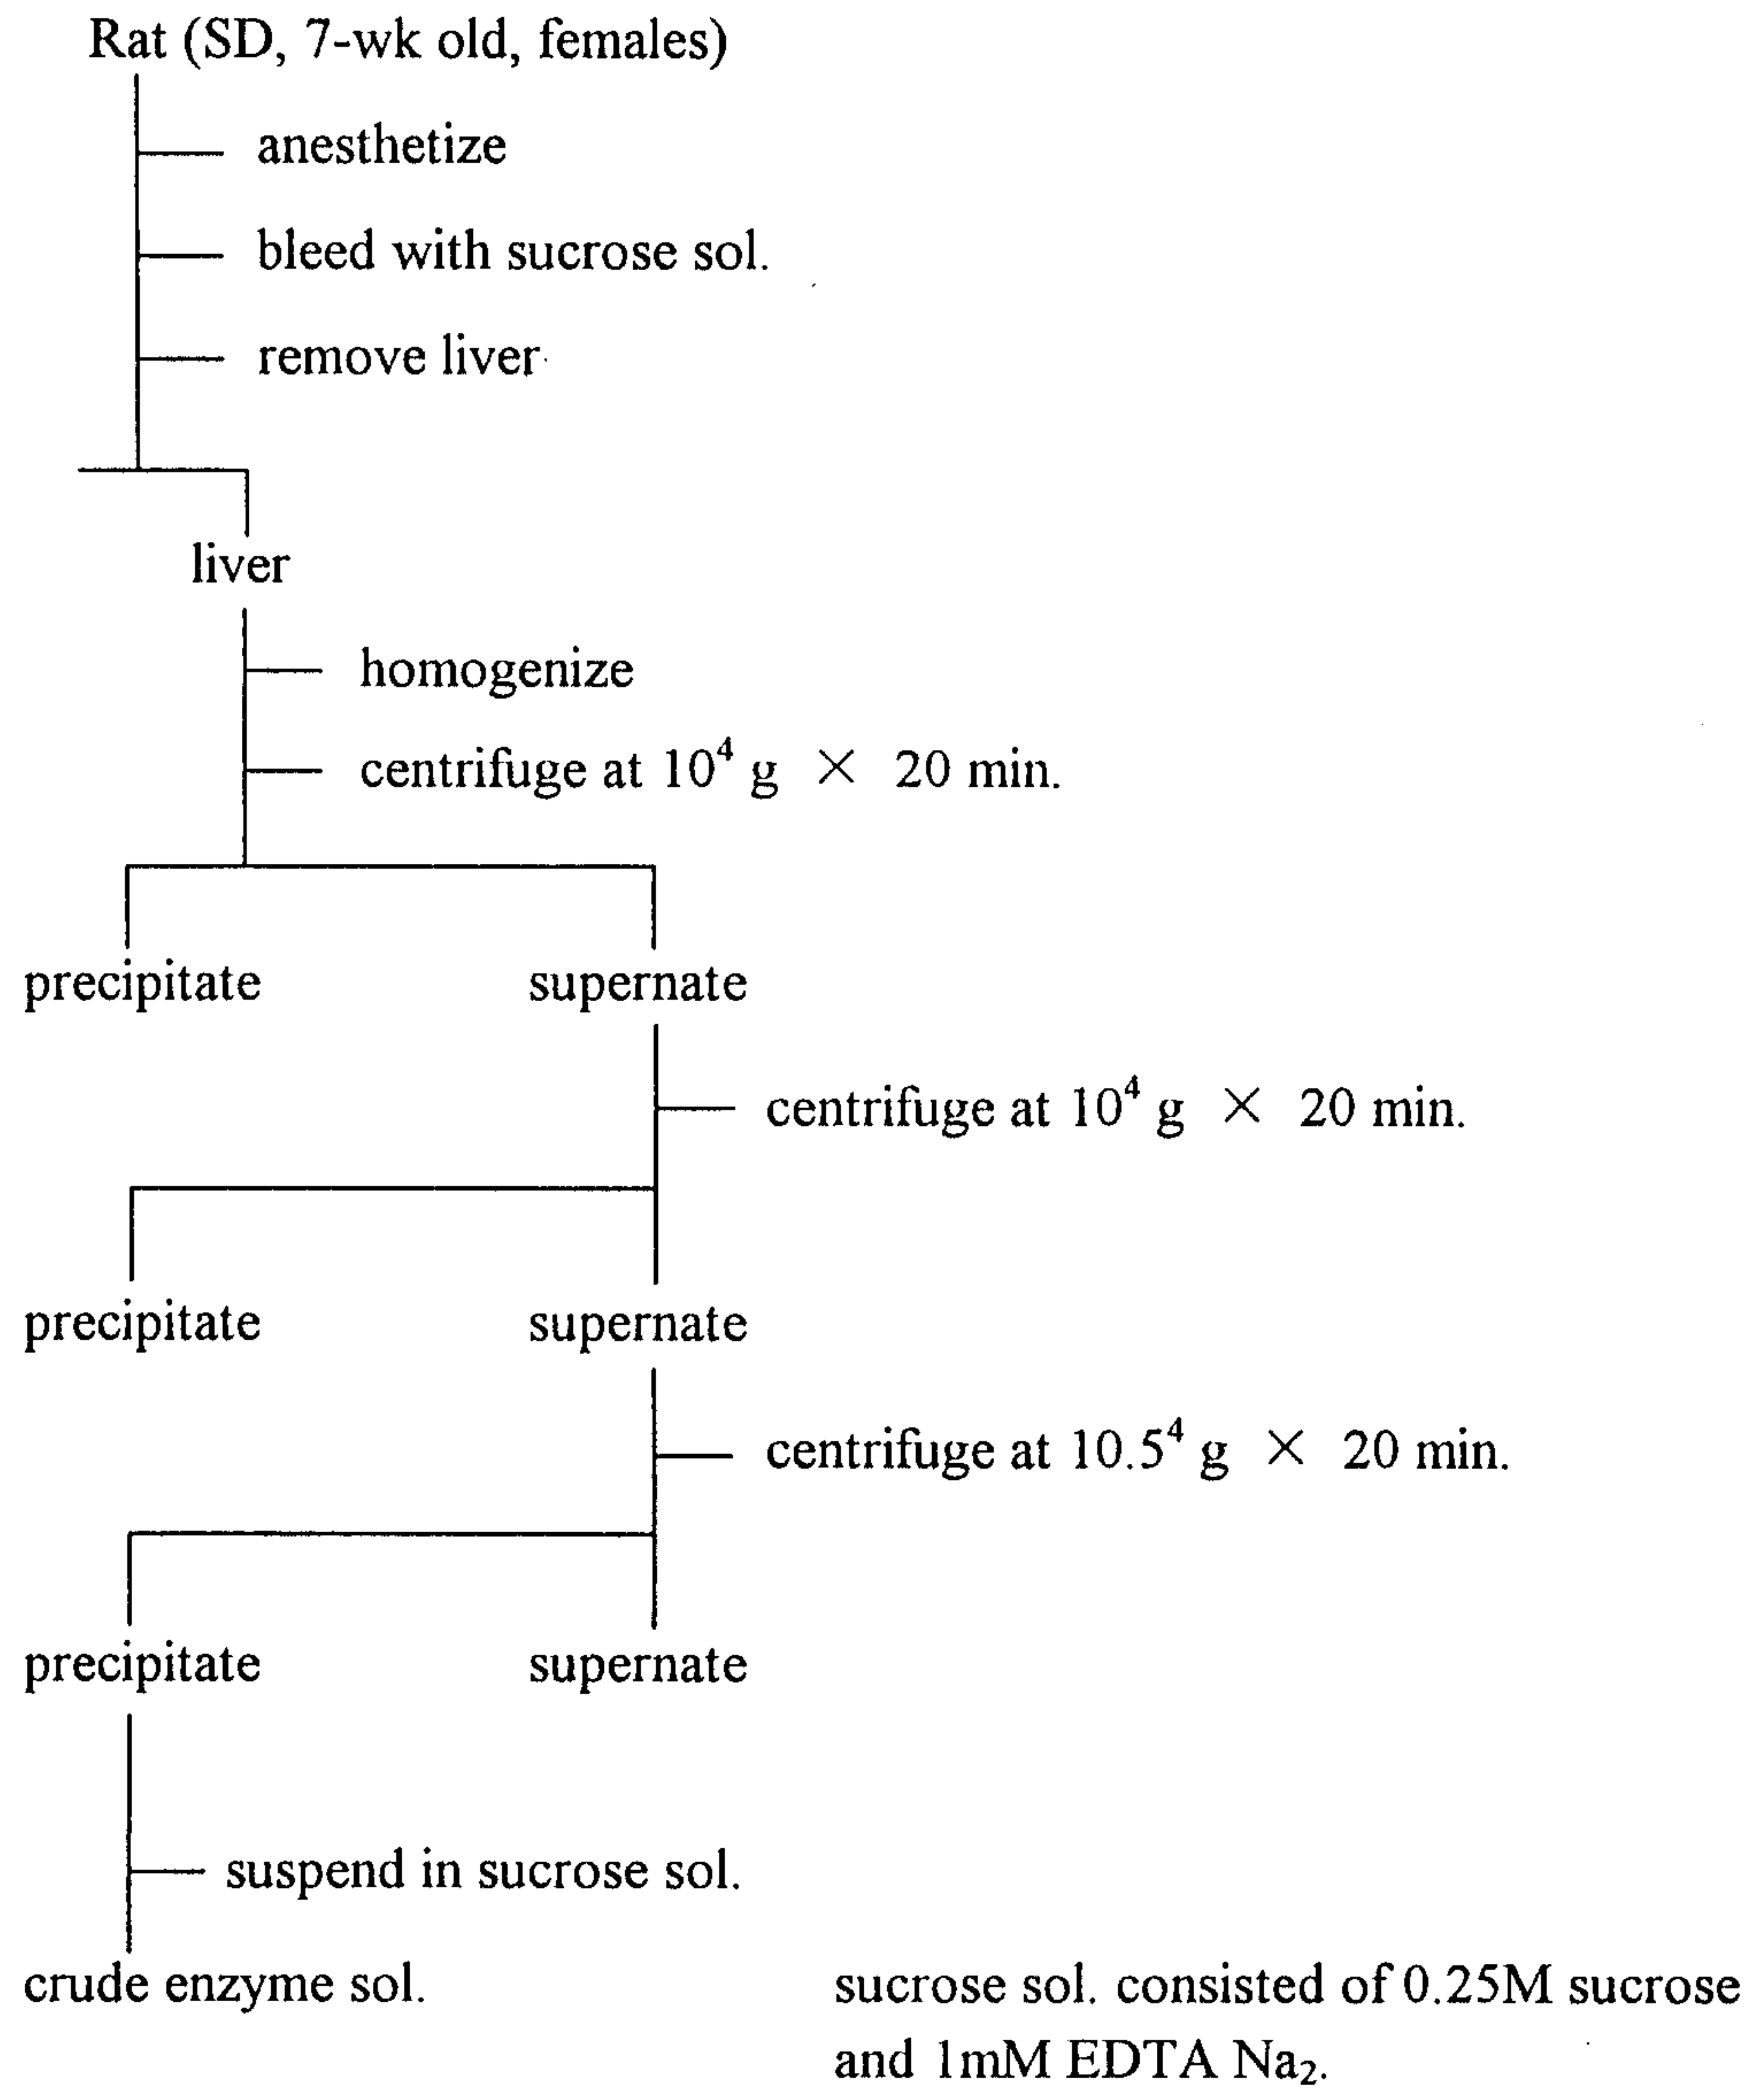 Rat (SD, 7-wk old, females)
anesthetize
bleed with sucrose sol.
remove liver
liver
homogenize
centrifuge at 10⁴ g × 20 min.
precipitate supernate
centrifuge at 10⁴ g × 20 min.
precipitate supernate
centrifuge at 10.5⁴ g × 20 min.
precipitate supernate
suspend in sucrose sol.
crude enzyme sol.
sucrose sol. consisted of 0.25M sucrose
and 1mM EDTA Na₂.